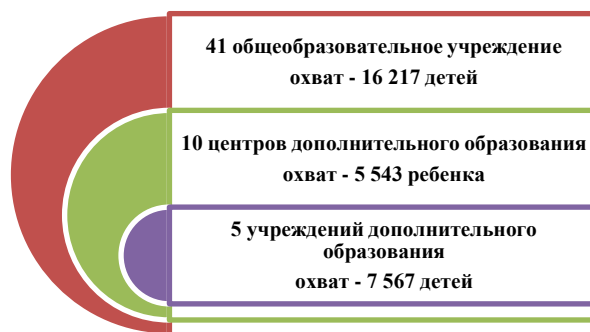 41 общеобразовательное учреждение
охват - 16 217 детей
10 центров дополнительного образования
охват - 5 543 ребенка
5 учреждений дополнительного
образования
охват - 7 567 детей